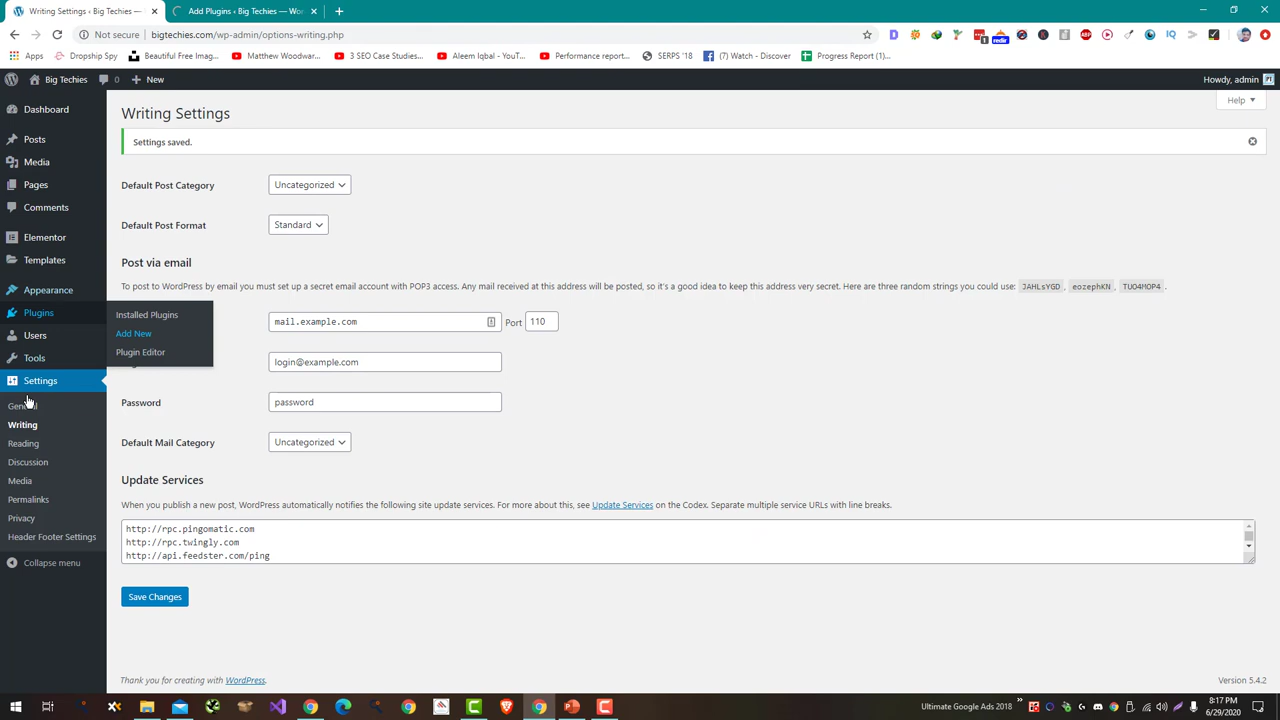 Writing Settings ‹ Big Techies —
Add Plugins ‹ Big Techies — Wor
Not secure | bigtechies.com/wp-admin/options-writing.php
Apps Dropship Spy Beautiful Free Imag... Matthew Woodwar... 3 SEO Case Studies... Aleem Iqbal - YouT... Performance report... SERPS '18 (7) Watch - Discover Progress Report (1)...
Big Techies 0 New Howdy, admin
Help
Dashboard
Posts
Media
Pages
Comments
Elementor
Templates
Appearance
Plugins
Installed Plugins
Add New
Plugin Editor
Users
Tools
Settings
General
Writing
Reading
Discussion
Media
Permalinks
Privacy
Header Footer Settings
Collapse menu
Writing Settings
Settings saved.
Default Post Category Uncategorized
Default Post Format Standard
Post via email
To post to WordPress by email you must set up a secret email account with POP3 access. Any mail received at this address will be posted, so it's a good idea to keep this address very secret. Here are three random strings you could use: JAHLsYGD , eozephKN , TUO4MOP4 .
mail.example.com Port 110
login@example.com
Password password
Default Mail Category Uncategorized
Update Services
When you publish a new post, WordPress automatically notifies the following site update services. For more about this, see Update Services on the Codex. Separate multiple service URLs with line breaks.
http://rpc.pingomatic.com
http://rpc.twingly.com
http://api.feedster.com/ping
Save Changes
Thank you for creating with WordPress. Version 5.4.2
Ultimate Google Ads 2018
8:17 PM
6/29/2020